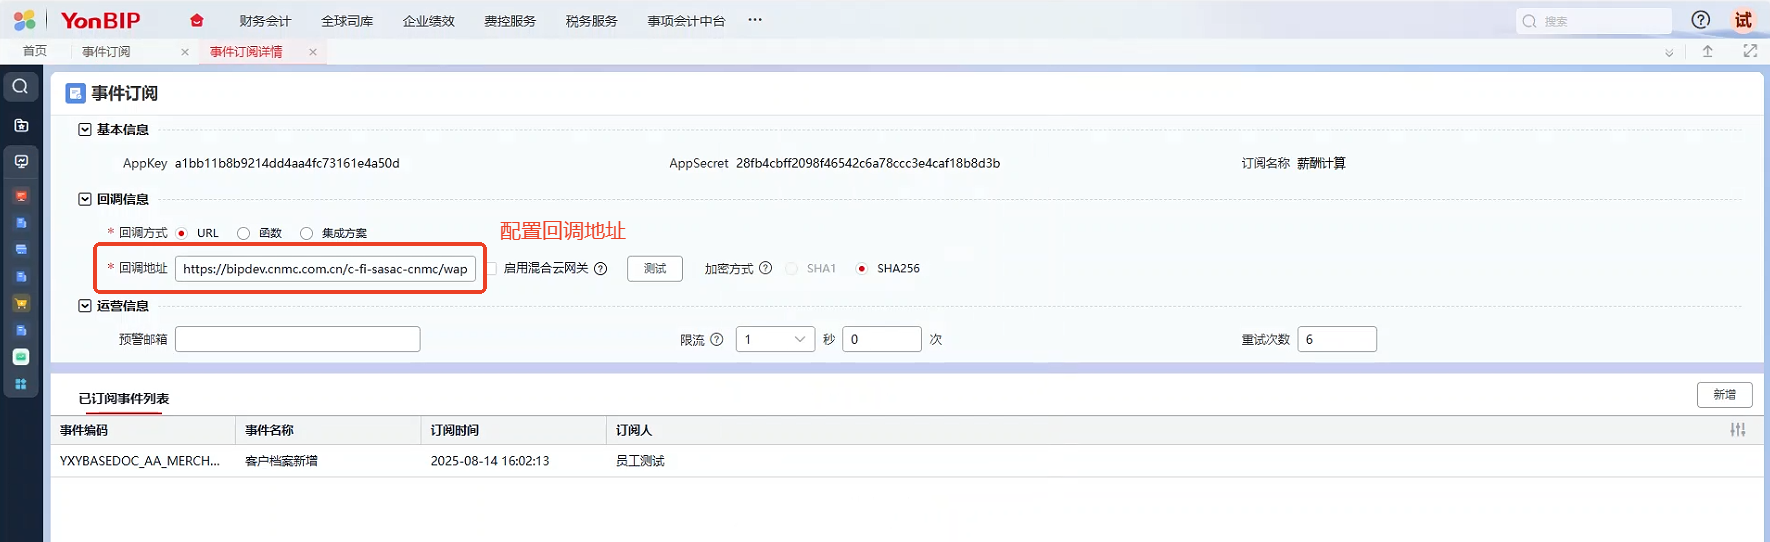 YonBIP 财务会计 全球司库 企业绩效 费控服务 税务服务 事项会计中台 ··· 搜索 试
首页 事件订阅 × 事件订阅详情 ×
事件订阅
基本信息
AppKey a1bb11b8b9214dd4aa4fc73161e4a50d AppSecret 28fb4cbff2098f46542c6a78ccc3e4caf18b8d3b 订阅名称 薪酬计算
回调信息
* 回调方式 URL 函数 集成方案 配置回调地址
* 回调地址 https://bipdev.cnmc.com.cn/c-fi-sasac-cnmc/wap 启用混合云网关 ? 测试 加密方式 ? SHA1 SHA256
运营信息
预警邮箱 限流 ? 1 秒 0 次 重试次数 6
已订阅事件列表 新增
事件编码 事件名称 订阅时间 订阅人
YXYBASEDOC_AA_MERCH... 客户档案新增 2025-08-14 16:02:13 员工测试